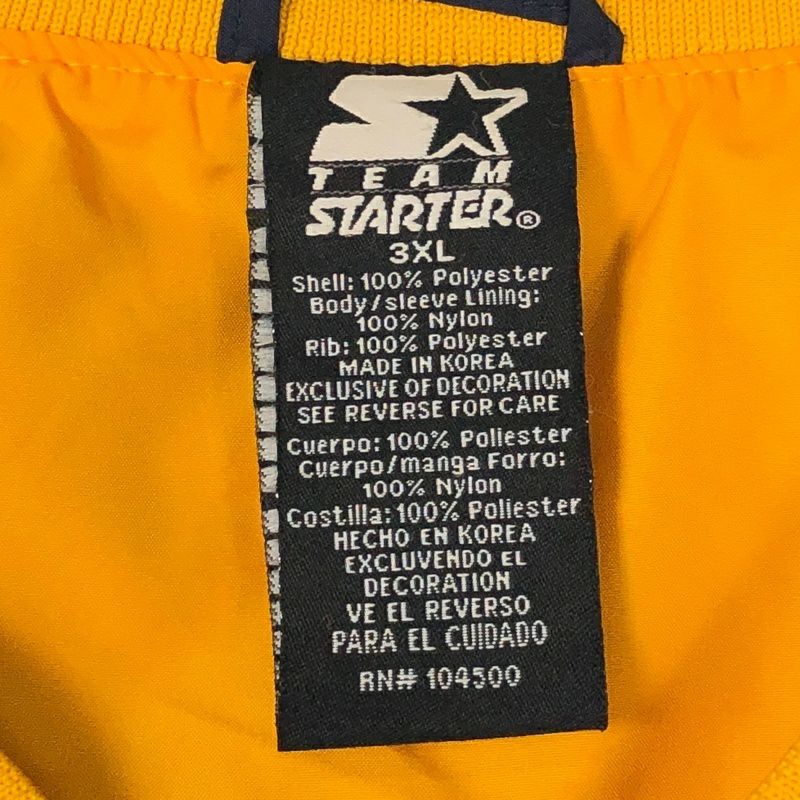 TEAM
STARTER®
3XL
Shell: 100% Polyester
Body/sleeve Lining:
100% Nylon
Rib: 100% Polyester
MADE IN KOREA
EXCLUSIVE OF DECORATION
SEE REVERSE FOR CARE
Cuerpo: 100% Poliester
Cuerpo/manga Forro:
100% Nylon
Costilla: 100% Poliester
HECHO EN KOREA
EXCLUVENDO EL
DECORATION
VE EL REVERSO
PARA EL CUIDADO
RN# 104500